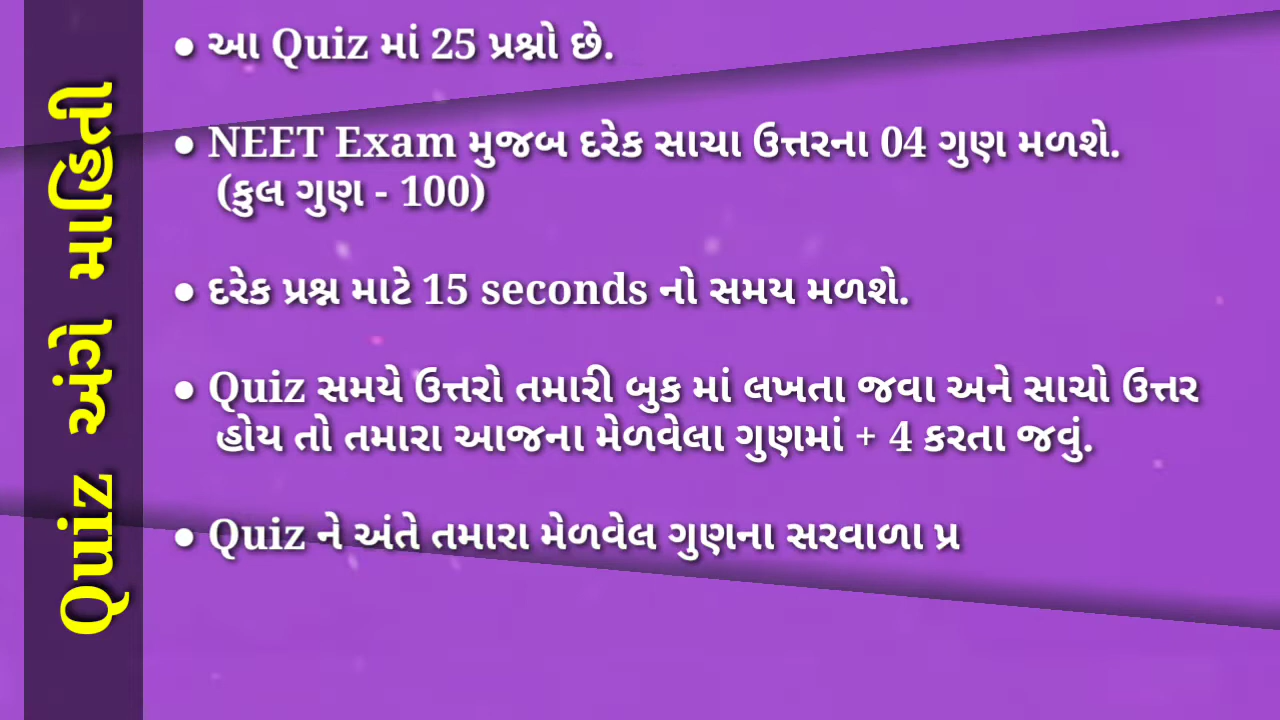 Quiz અંગે માહિતી
• આ Quiz માં 25 પ્રશ્નો છે.
• NEET Exam મુજબ દરેક સાચા ઉત્તરના 04 ગુણ મળશે.
(કુલ ગુણ - 100)
• દરેક પ્રશ્ન માટે 15 seconds નો સમય મળશે.
• Quiz સમયે ઉત્તરો તમારી બુક માં લખતા જવા અને સાચો ઉત્તર
હોય તો તમારા આજના મેળવેલા ગુણમાં + 4 કરતા જવું.
• Quiz ને અંતે તમારા મેળવેલ ગુણના સરવાળા પ્ર